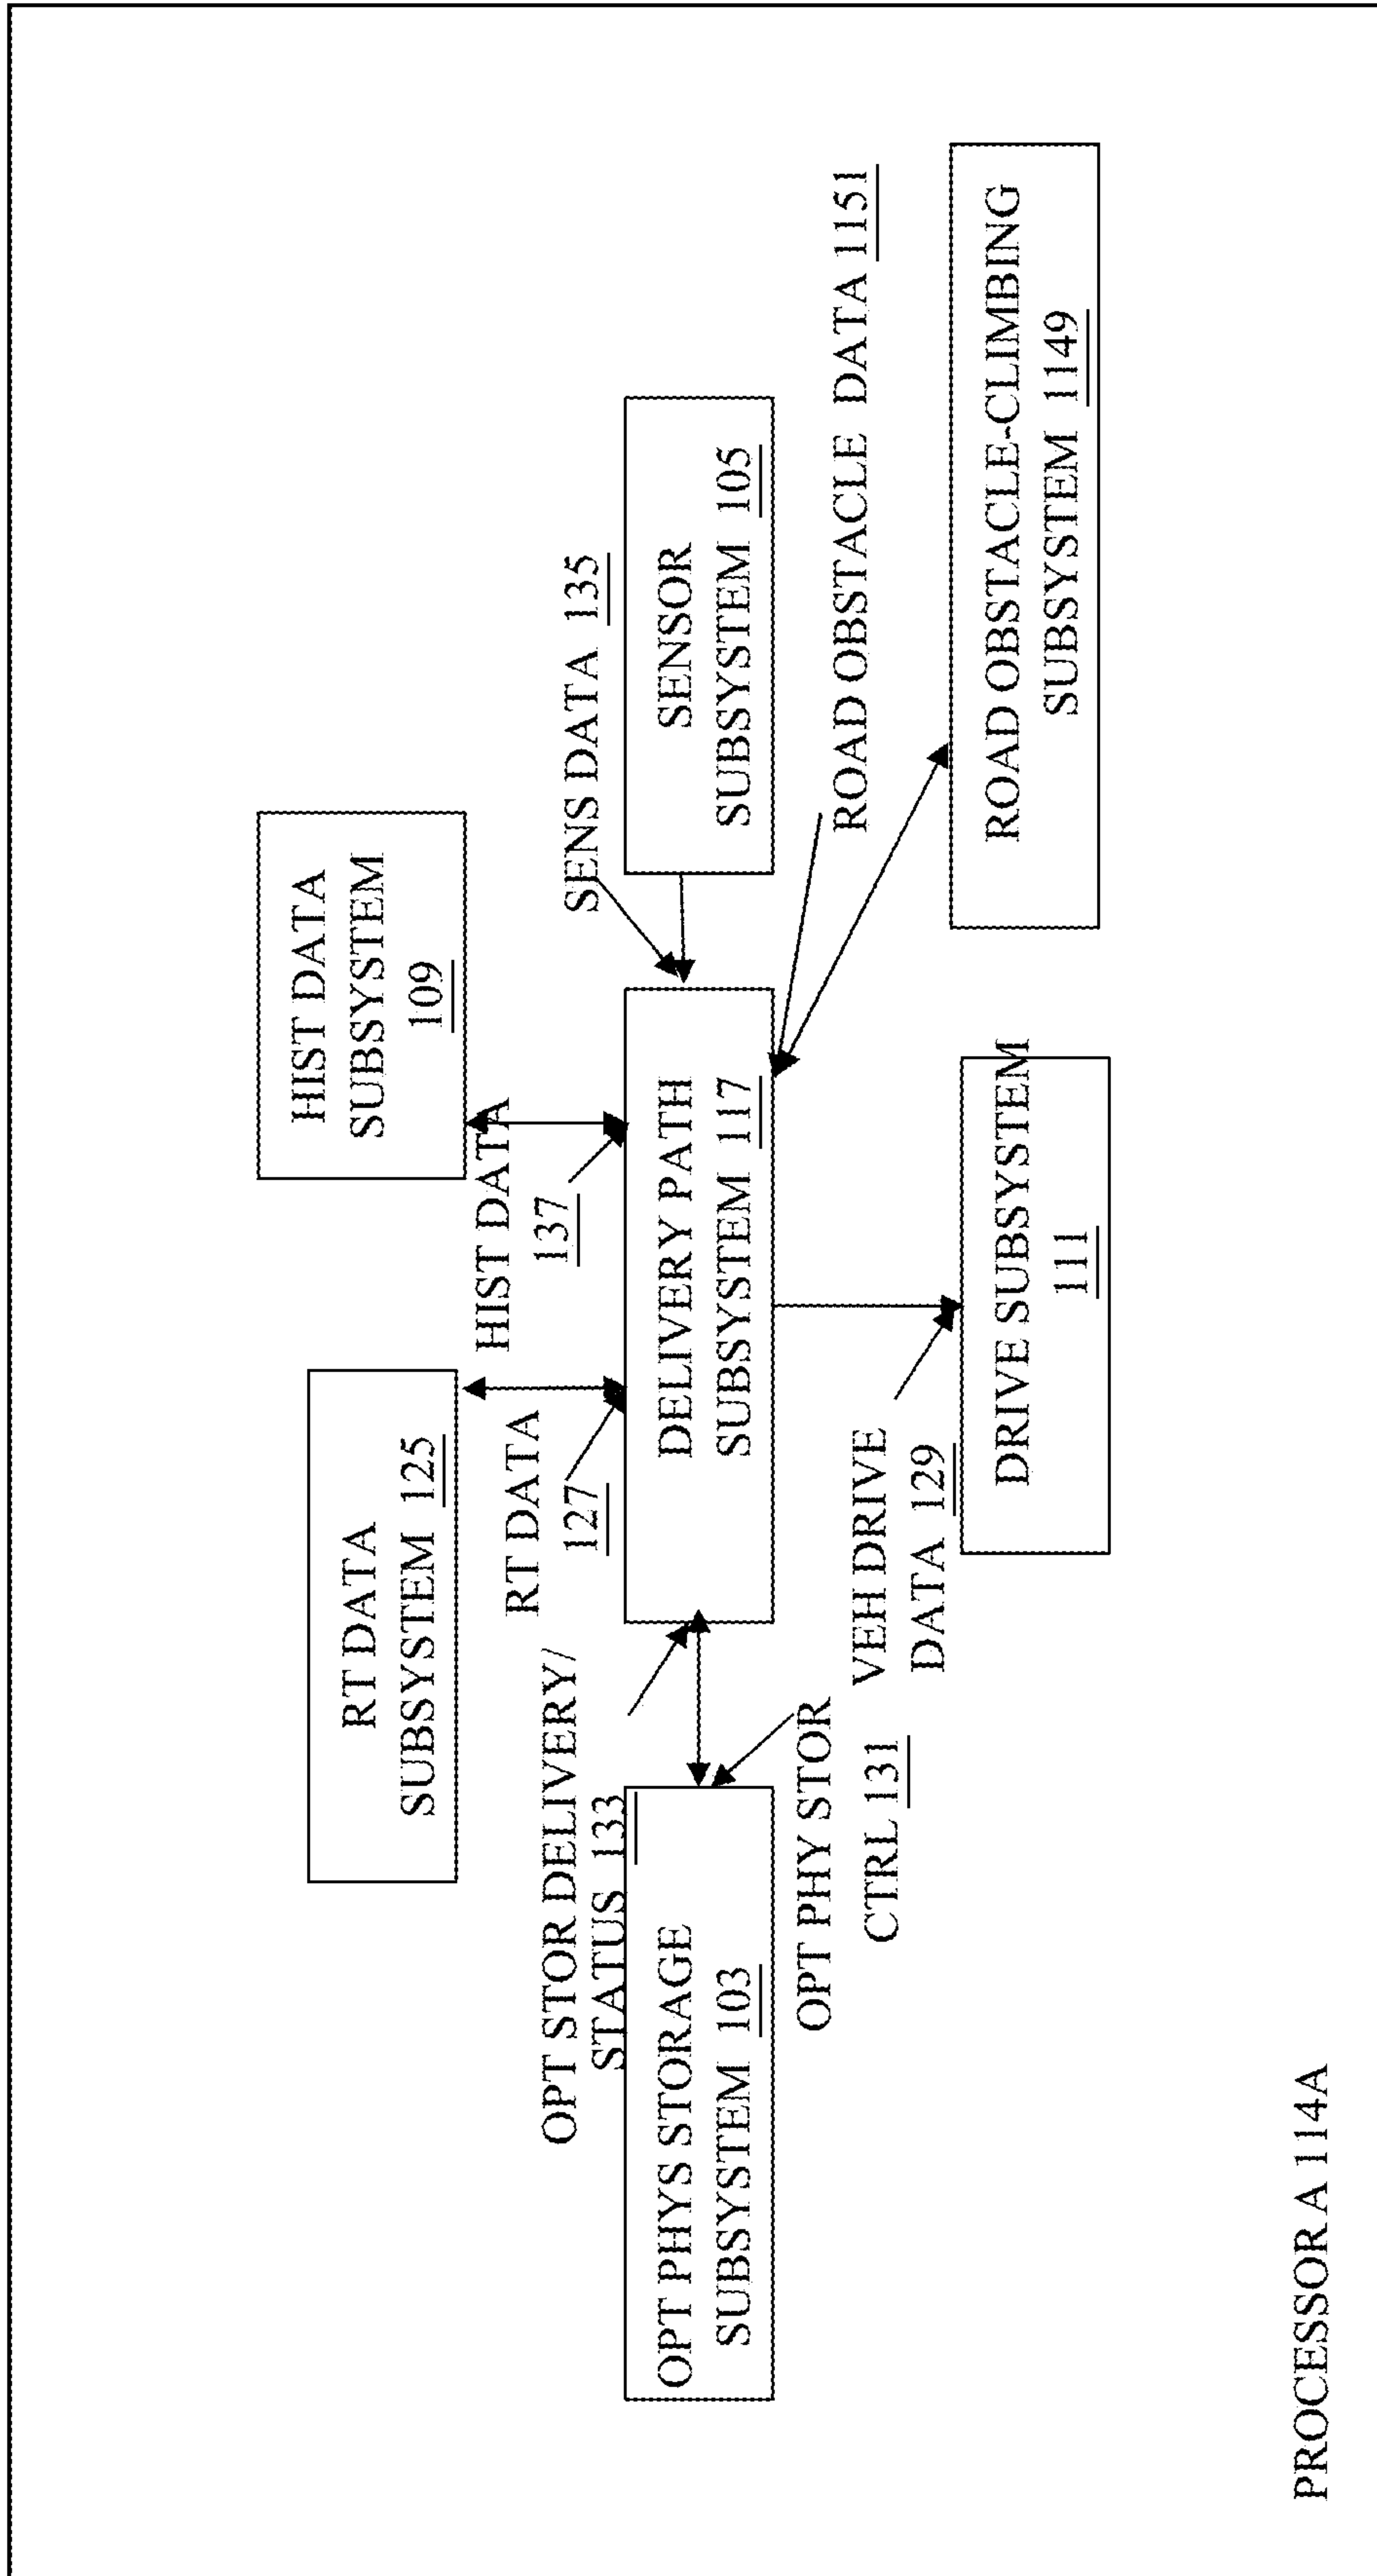 HIST DATA
SUBSYSTEM
109
RT DATA
SUBSYSTEM 125
HIST DATA
137
RT DATA
127
OPT STOR DELIVERY/
STATUS 133
SENS DATA 135
OPT PHYS STORAGE
SUBSYSTEM 103
DELIVERY PATH
SUBSYSTEM 117
SENSOR
SUBSYSTEM 105
OPT PHY STOR
CTRL 131
VEH DRIVE
DATA 129
ROAD OBSTACLE DATA 1151
DRIVE SUBSYSTEM
111
ROAD OBSTACLE-CLIMBING
SUBSYSTEM 1149
PROCESSOR A 114A